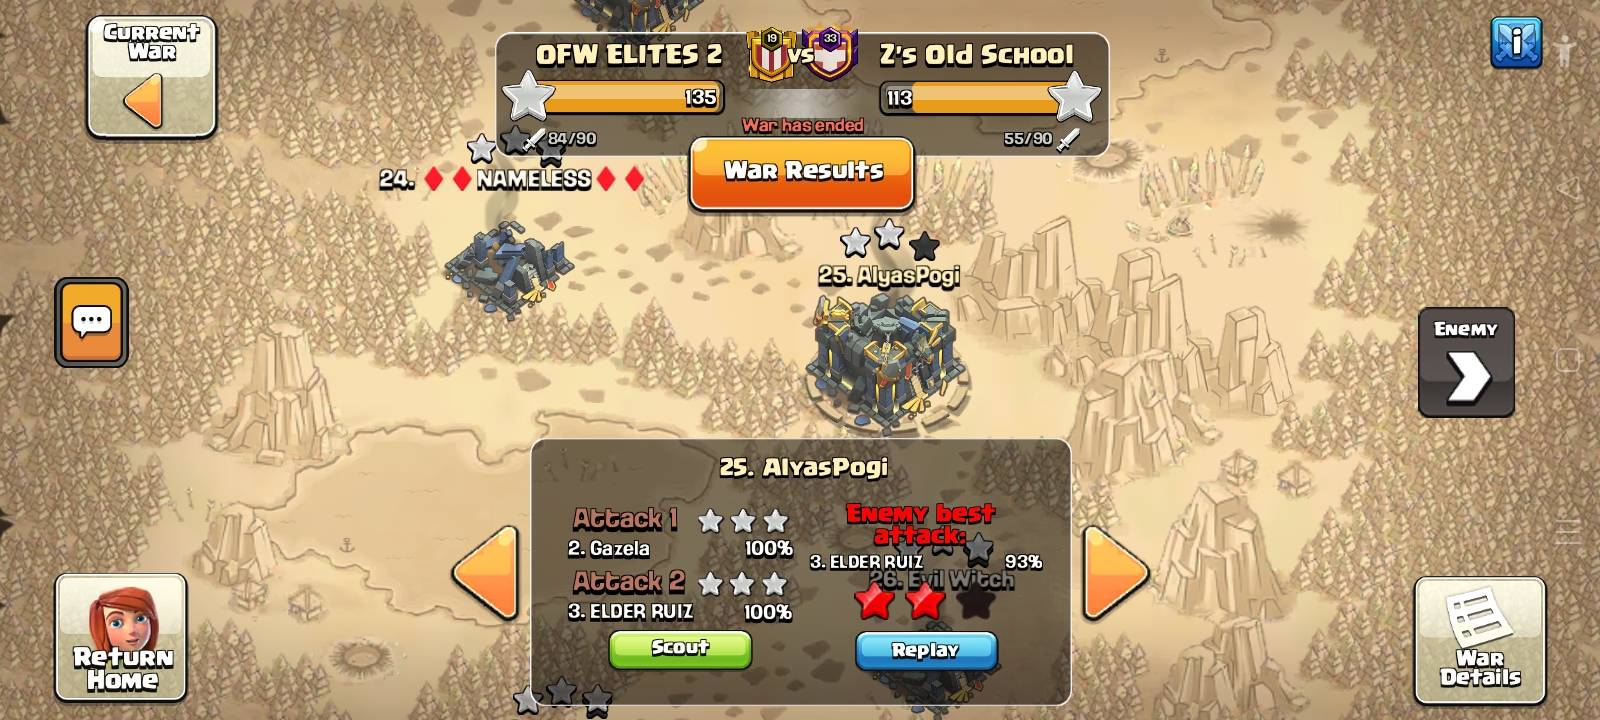 Current
War
OFW ELITES 2
19
VS
33
Z's Old School
135
113
War has ended
84/90
55/90
War Results
24. ♦♦NAMELESS♦♦
25. AlyasPogi
Enemy
25. AlyasPogi
Attack 1
2. Gazela
100%
Attack 2
3. ELDER RUIZ
100%
Scout
Enemy best
attack:
3. ELDER RUIZ
93%
26. Evil Witch
Replay
Return
Home
War
Details